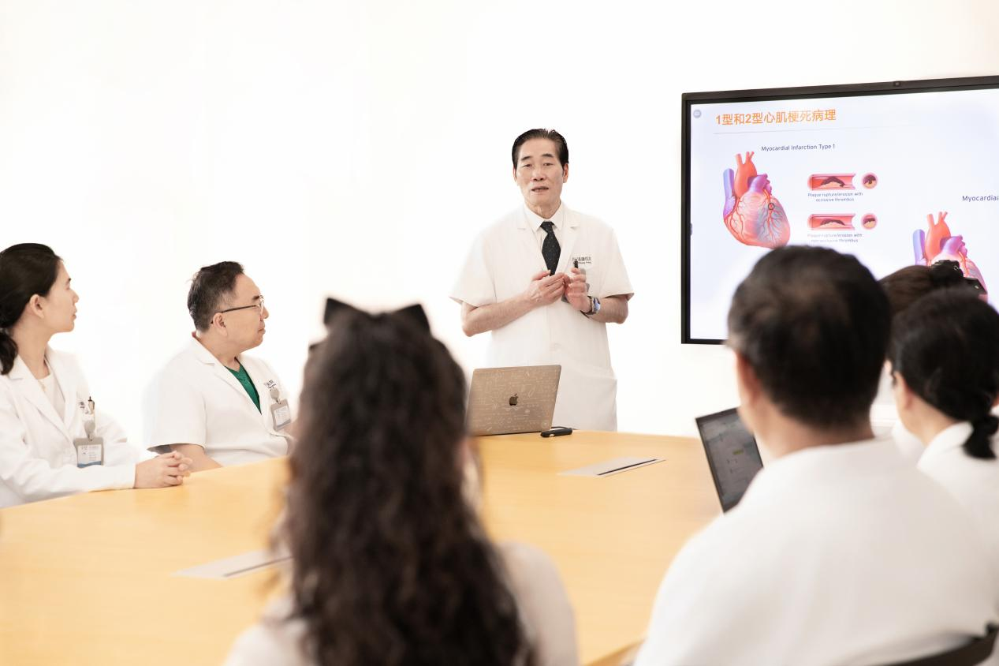 1型和2型心肌梗死病理
Myocardial Infarction Type 1
Plaque rupture/erosion with
occlusive thrombus
Plaque rupture/erosion with
non-occlusive thrombus